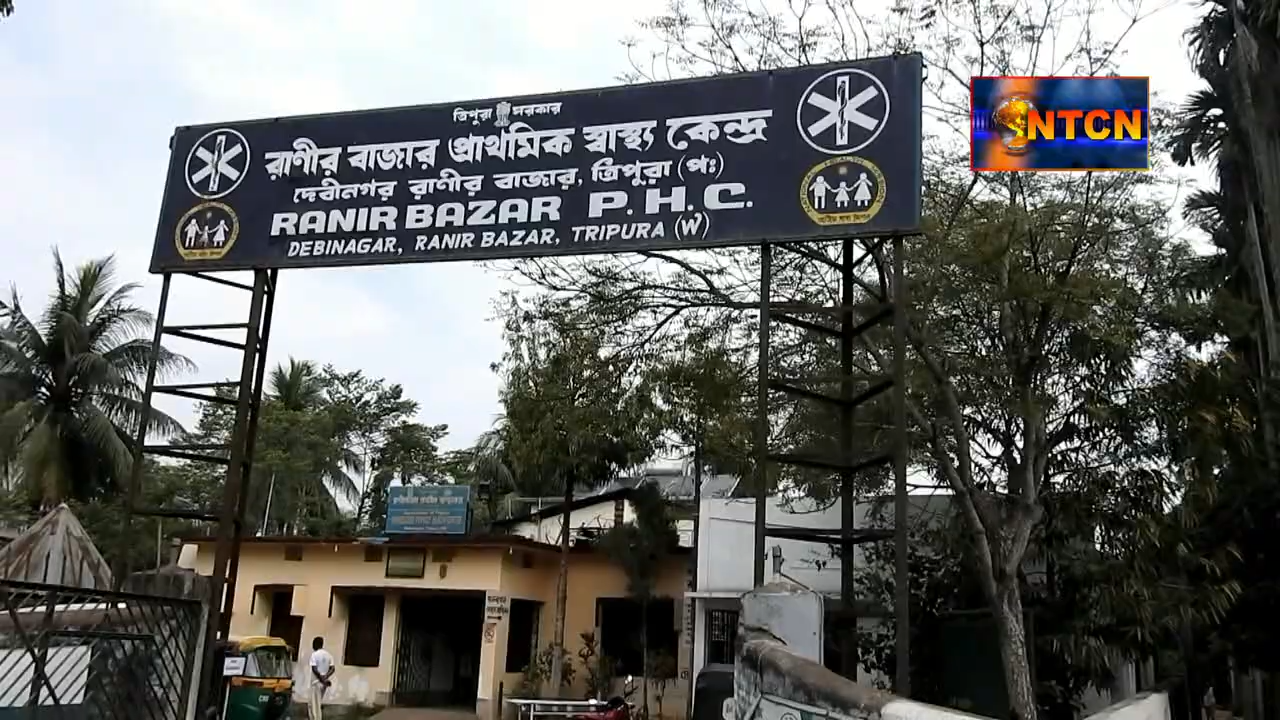 ত্রিপুরা সরকার
রাণীর বাজার প্রাথমিক স্বাস্থ্য কেন্দ্র
দেবীনগর রাণীর বাজার, ত্রিপুরা (পঃ)
RANIR BAZAR P.H.C.
DEBINAGAR, RANIR BAZAR, TRIPURA (W)
NTCN